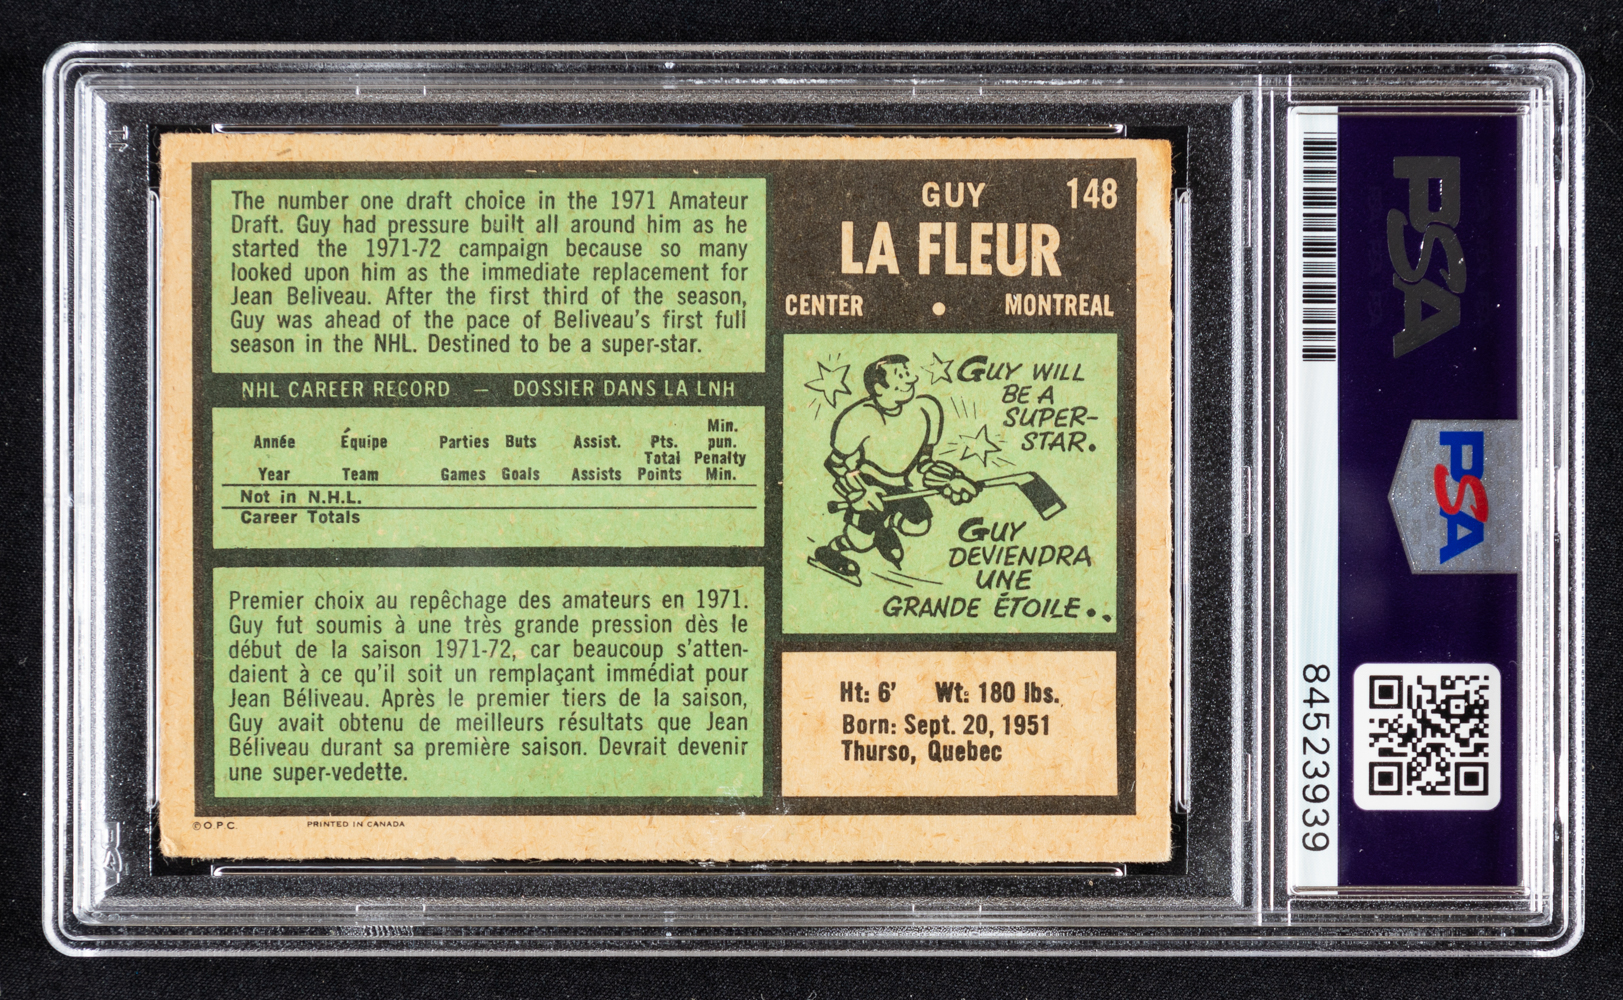 The number one draft choice in the 1971 Amateur
Draft. Guy had pressure built all around him as he
started the 1971-72 campaign because so many
looked upon him as the immediate replacement for
Jean Beliveau. After the first third of the season,
Guy was ahead of the pace of Beliveau's first full
season in the NHL. Destined to be a super-star.
NHL CAREER RECORD — DOSSIER DANS LA LNH
Année Équipe Parties Buts Assist. Pts. Min. pun.
Year Team Games Goals Assists Total Points Penalty Min.
Not in N.H.L.
Career Totals
Premier choix au repêchage des amateurs en 1971.
Guy fut soumis à une très grande pression dès le
début de la saison 1971-72, car beaucoup s'atten-
daient à ce qu'il soit un remplaçant immédiat pour
Jean Béliveau. Après le premier tiers de la saison,
Guy avait obtenu de meilleurs résultats que Jean
Béliveau durant sa première saison. Devrait devenir
une super-vedette.
©O.P.C. PRINTED IN CANADA
GUY 148
LA FLEUR
CENTER • MONTREAL
GUY WILL
BE A
SUPER-
STAR.
GUY
DEVIENDRA
UNE
GRANDE ÉTOILE..
Ht: 6' Wt: 180 lbs.
Born: Sept. 20, 1951
Thurso, Quebec
PSA
PSA
84523939